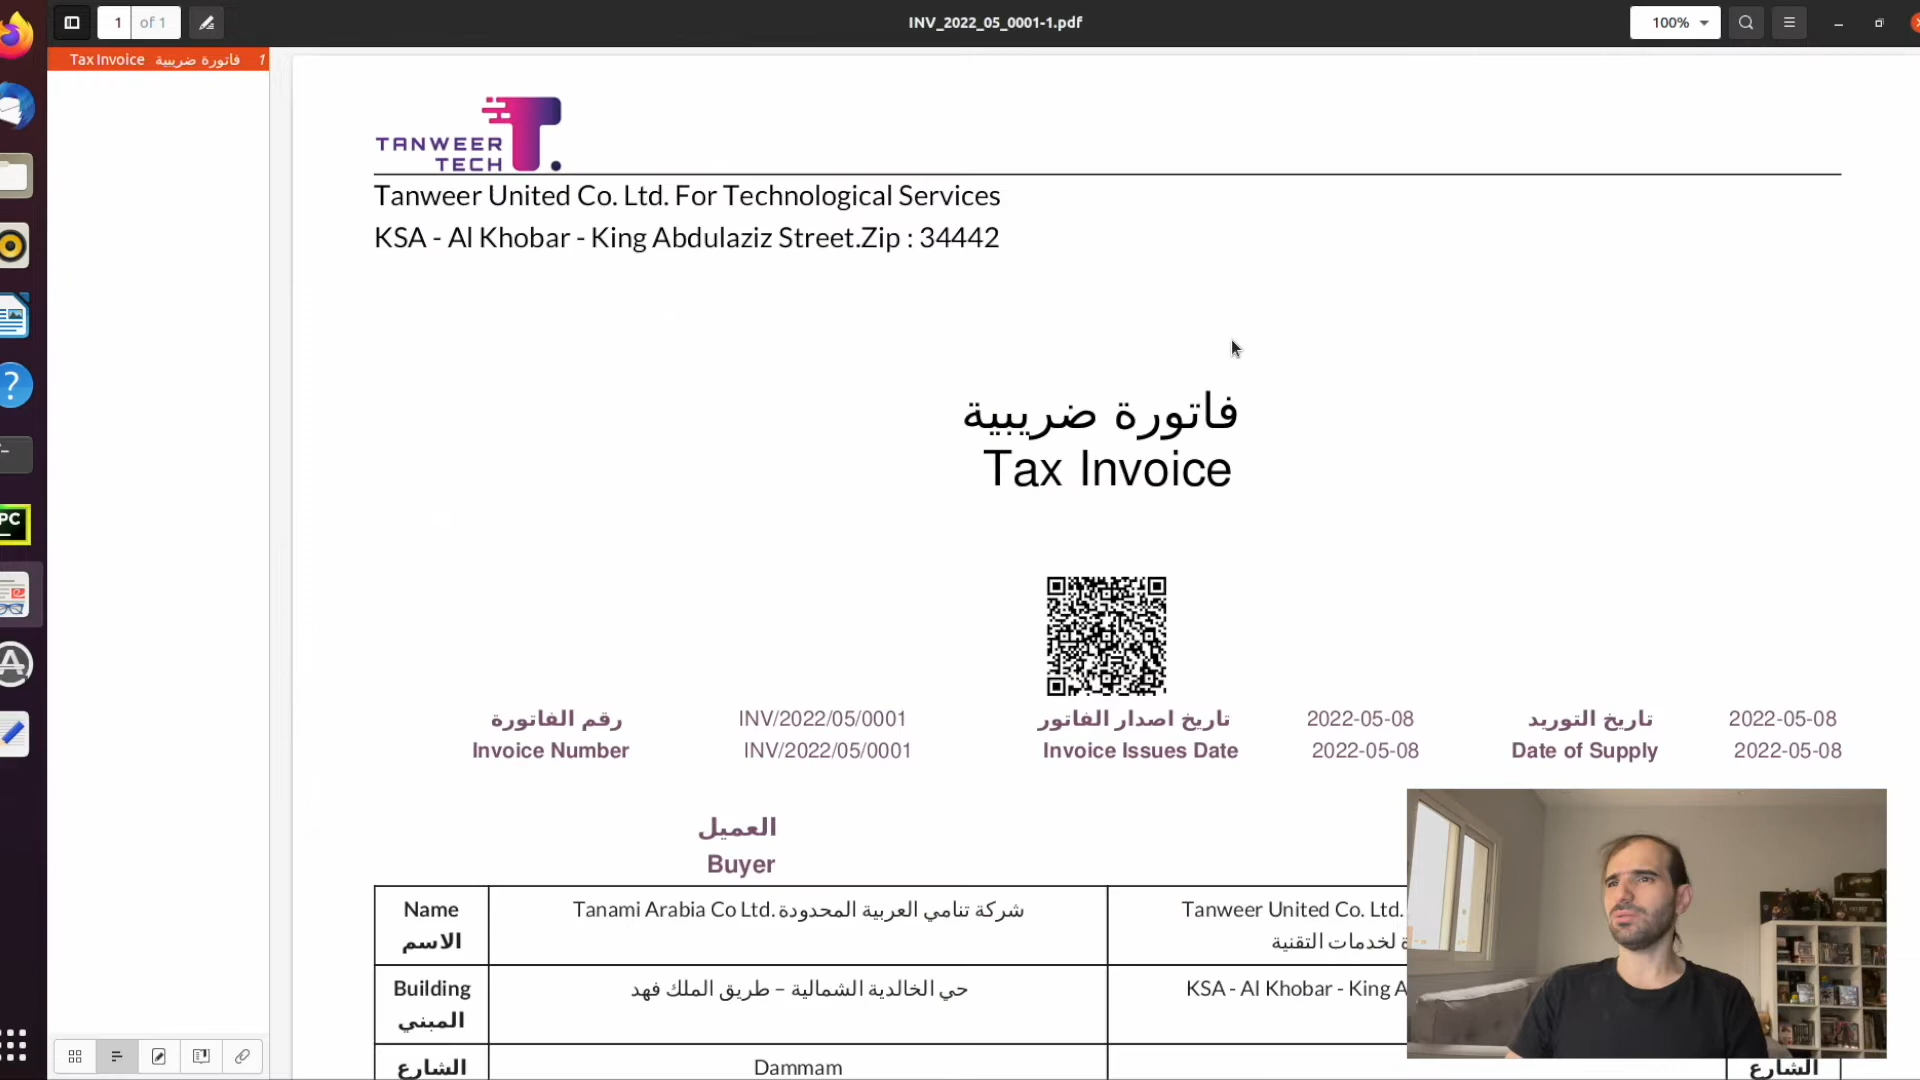 1 of 1
INV_2022_05_0001-1.pdf
100%
Tax Invoice فاتورة ضريبية 1
TANWEER
TECH
Tanweer United Co. Ltd. For Technological Services
KSA - Al Khobar - King Abdulaziz Street.Zip : 34442
فاتورة ضريبية
Tax Invoice
رقم الفاتورة INV/2022/05/0001 تاريخ اصدار الفاتور 2022-05-08 تاريخ التوريد 2022-05-08
Invoice Number INV/2022/05/0001 Invoice Issues Date 2022-05-08 Date of Supply 2022-05-08
العميل
Buyer
Name Tanami Arabia Co Ltd. شركة تنامي العربية المحدودة Tanweer United Co. Ltd.
الاسم لخدمات التقنية
Building حي الخالدية الشمالية – طريق الملك فهد KSA - Al Khobar - King A
المبني
الشارع Dammam الشارع
PC